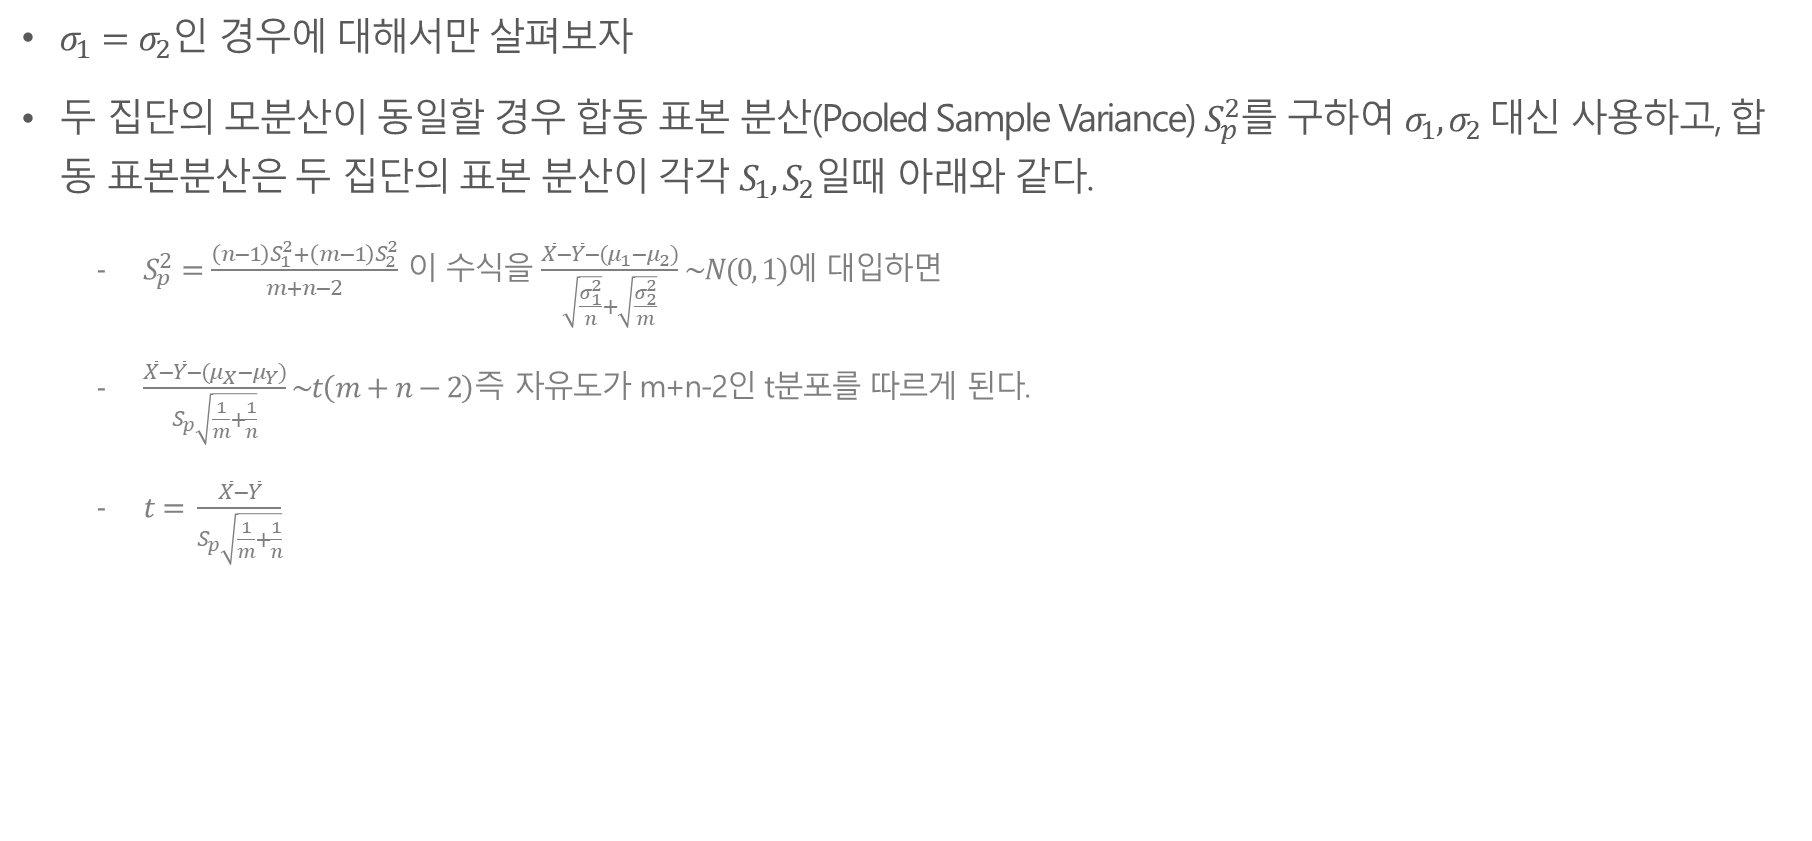 • σ₁ = σ₂인 경우에 대해서만 살펴보자
• 두 집단의 모분산이 동일할 경우 합동 표본 분산(Pooled Sample Variance) Sₚ²를 구하여 σ₁, σ₂ 대신 사용하고, 합
동 표본분산은 두 집단의 표본 분산이 각각 S₁, S₂일때 아래와 같다.
- Sₚ² = ((n−1)S₁²+(m−1)S₂²)/(m+n−2) 이 수식을 (Ẋ−Ẏ−(μ₁−μ₂))/(√(σ₁²/n)+√(σ₂²/m)) ~N(0, 1)에 대입하면
- (Ẋ−Ẏ−(μ_X−μ_Y))/(Sₚ√(1/m+1/n)) ~t(m + n − 2)즉 자유도가 m+n-2인 t분포를 따르게 된다.
- t = (Ẋ−Ẏ)/(Sₚ√(1/m+1/n))